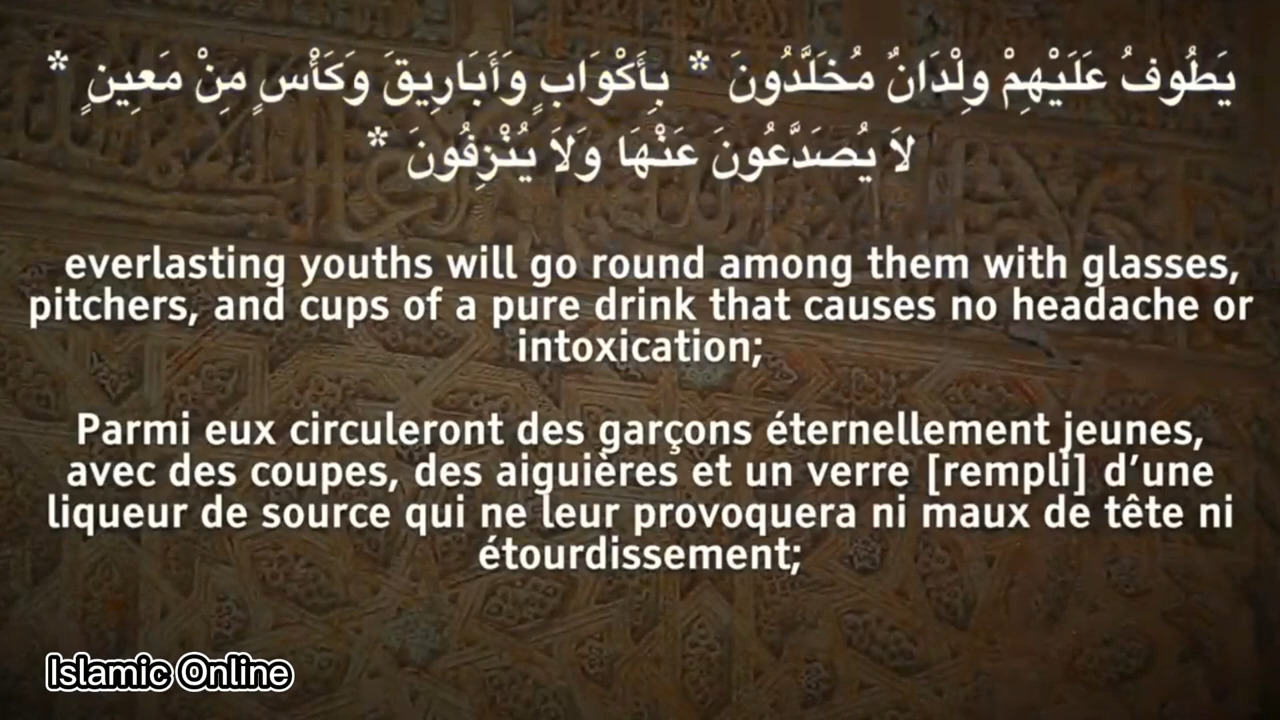 يَطُوفُ عَلَيْهِمْ وِلْدَانٌ مُخَلَّدُونَ * بِأَكْوَابٍ وَأَبَارِيقَ وَكَأْسٍ مِنْ مَعِينٍ *
لاَ يُصَدَّعُونَ عَنْهَا وَلاَ يُنْزِفُونَ *
everlasting youths will go round among them with glasses,
pitchers, and cups of a pure drink that causes no headache or
intoxication;
Parmi eux circuleront des garçons éternellement jeunes,
avec des coupes, des aiguières et un verre [rempli] d’une
liqueur de source qui ne leur provoquera ni maux de tête ni
étourdissement;
Islamic Online